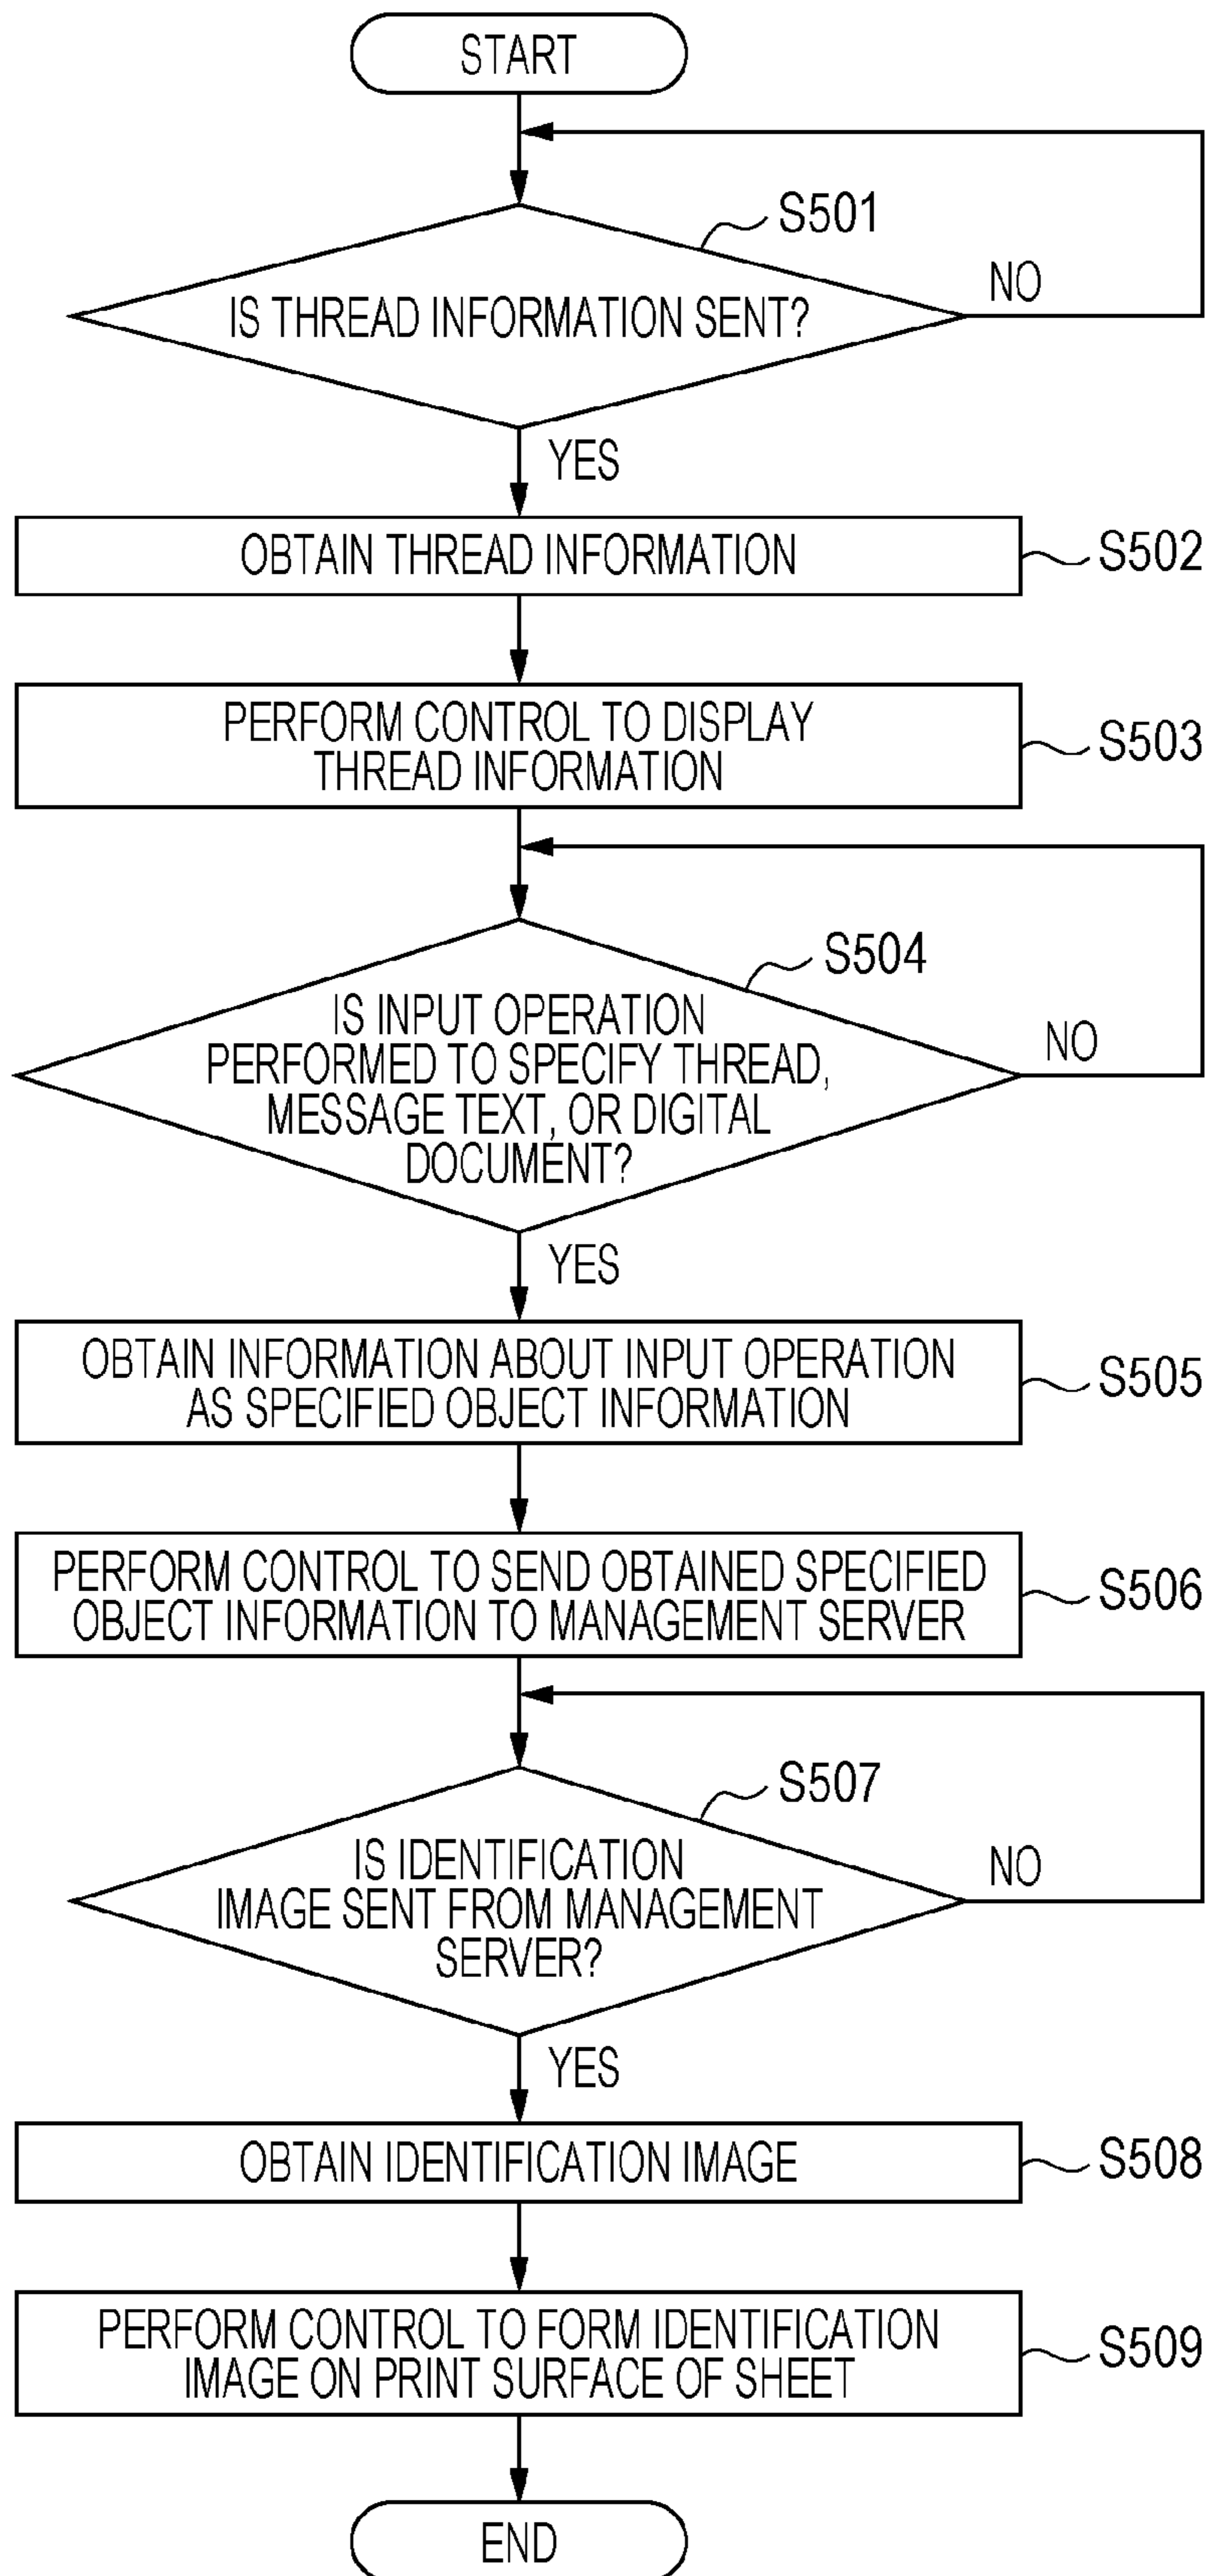 START
S501
IS THREAD INFORMATION SENT?
NO
YES
OBTAIN THREAD INFORMATION
S502
PERFORM CONTROL TO DISPLAY
THREAD INFORMATION
S503
S504
IS INPUT OPERATION
PERFORMED TO SPECIFY THREAD,
MESSAGE TEXT, OR DIGITAL
DOCUMENT?
NO
YES
OBTAIN INFORMATION ABOUT INPUT OPERATION
AS SPECIFIED OBJECT INFORMATION
S505
PERFORM CONTROL TO SEND OBTAINED SPECIFIED
OBJECT INFORMATION TO MANAGEMENT SERVER
S506
S507
IS IDENTIFICATION
IMAGE SENT FROM MANAGEMENT
SERVER?
NO
YES
OBTAIN IDENTIFICATION IMAGE
S508
PERFORM CONTROL TO FORM IDENTIFICATION
IMAGE ON PRINT SURFACE OF SHEET
S509
END